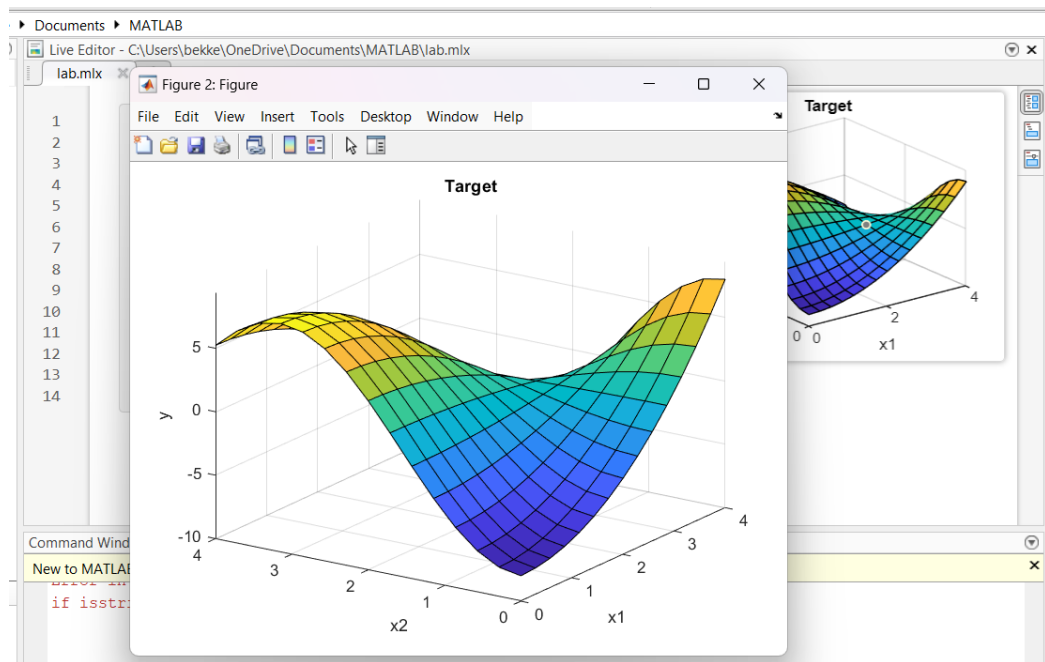 Documents MATLAB
Live Editor - C:\Users\bekke\OneDrive\Documents\MATLAB\lab.mlx
lab.mlx
Figure 2: Figure
File Edit View Insert Tools Desktop Window Help
1
2
3
4
5
6
7
8
9
10
11
12
13
14
Target
5
0
-5
-10
y
4
3
2
1
0
x2
0
1
2
3
4
x1
Target
4
2
0
0
x1
Command Wind
New to MATLA
if isstri